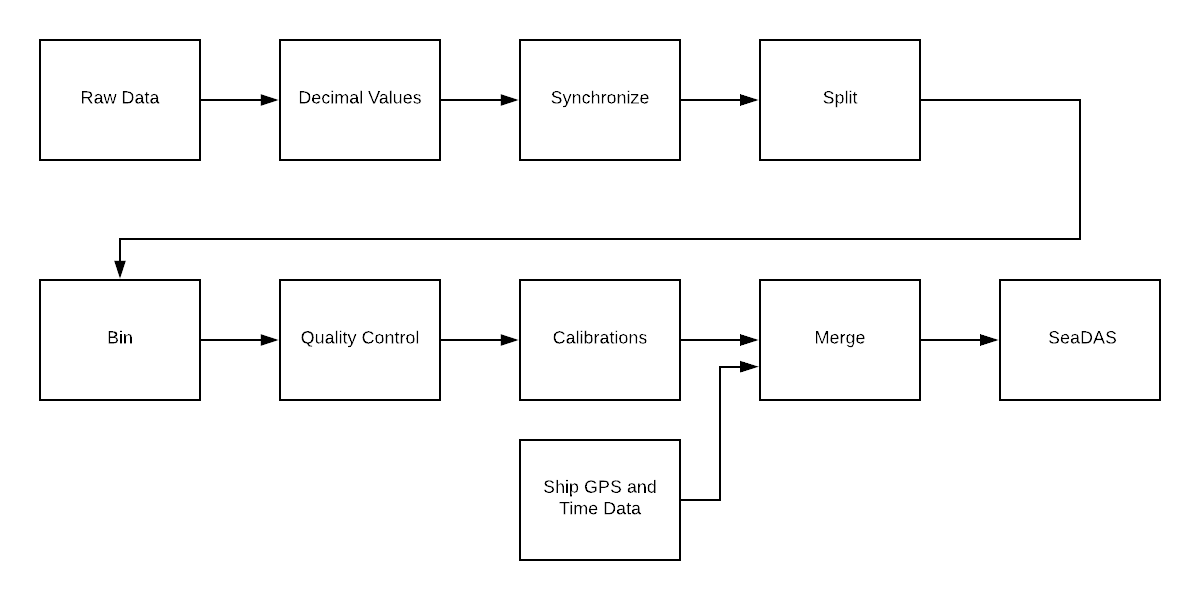 Raw Data
Decimal Values
Synchronize
Split
Bin
Quality Control
Calibrations
Merge
SeaDAS
Ship GPS and
Time Data